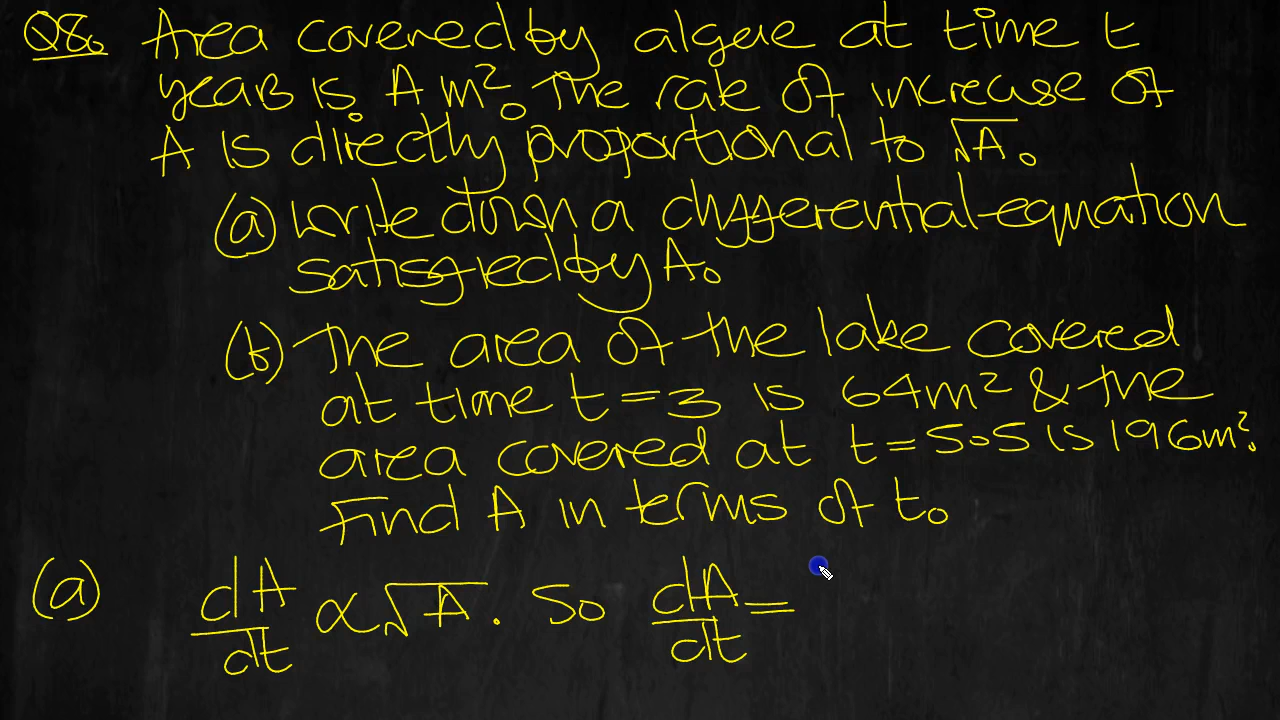 Q8. Area covered by algae at time t
years is A m². The rate of increase of
A is directly proportional to √A.
(a) Write down a differential equation
satisfied by A.
(b) The area of the lake covered
at time t = 3 is 64m² & the
area covered at t = 5.5 is 196m².
Find A in terms of t.
(a) dA/dt ∝ √A. So dA/dt =